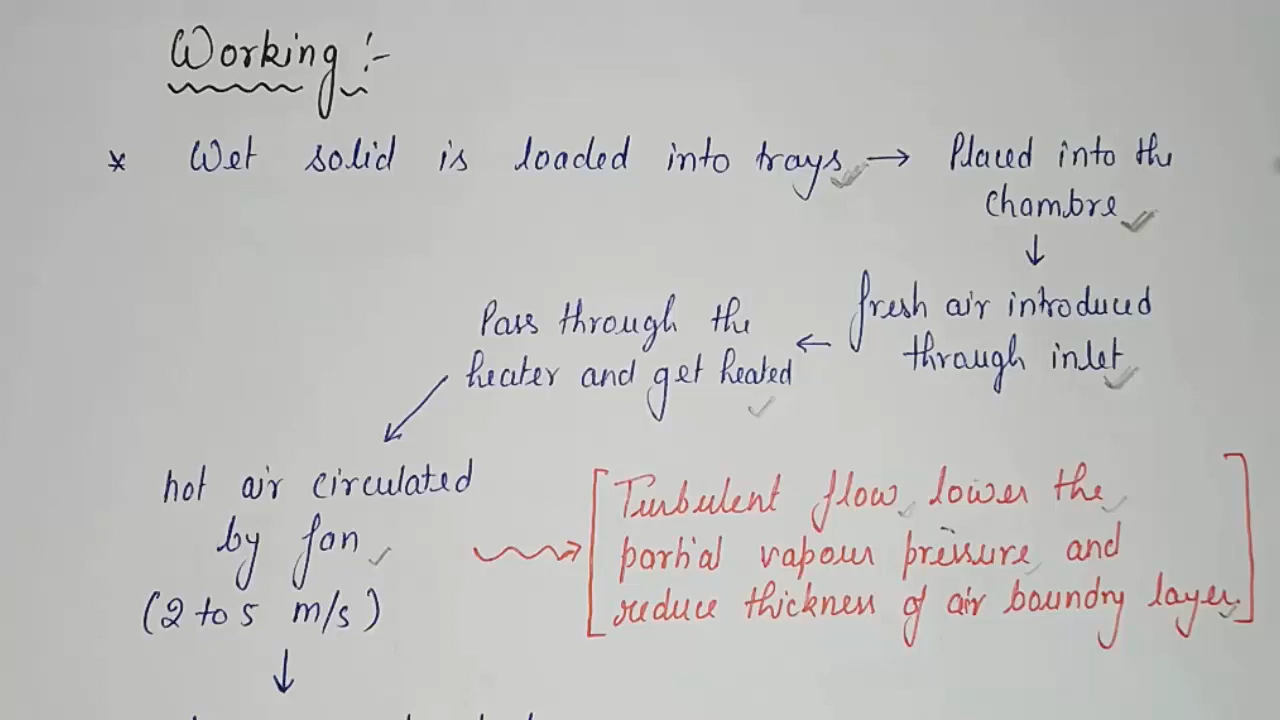 Working :-
* Wet solid is loaded into trays → Placed into the
chambre
↓
fresh air introduced
through inlet
←
Pass through the
heater and get heated
↙
hot air circulated
by fan
(2 to 5 m/s)
→
[Turbulent flow, lower the
partial vapour pressure, and
reduce thickness of air boundry layer.]
↓